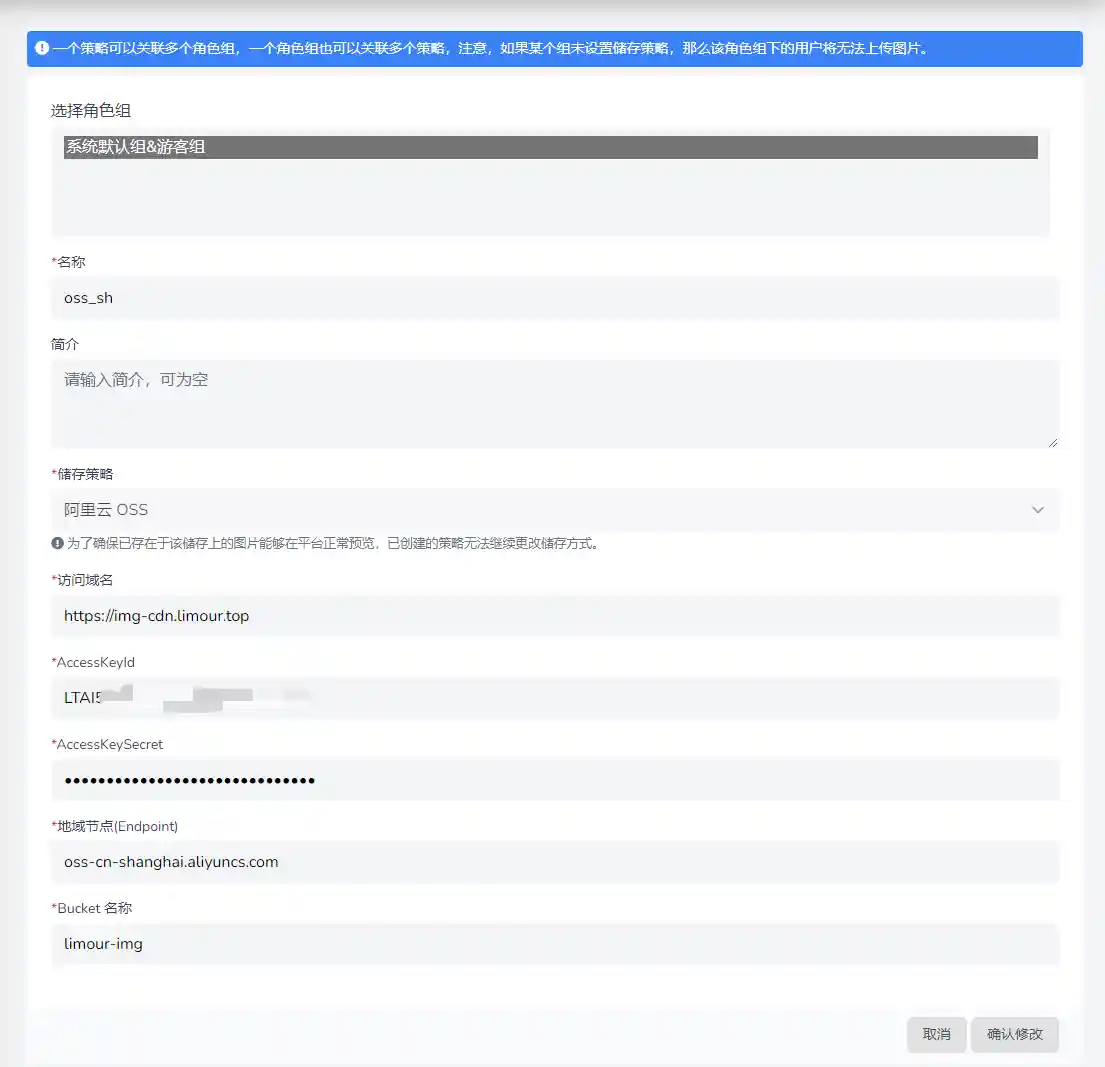 一个策略可以关联多个角色组，一个角色组也可以关联多个策略，注意，如果某个组未设置储存策略，那么该角色组下的用户将无法上传图片。
选择角色组
系统默认组&游客组
*名称
oss_sh
简介
请输入简介，可为空
*储存策略
阿里云 OSS
为了确保已存在于该储存上的图片能够在平台正常预览，已创建的策略无法继续更改储存方式。
*访问域名
https://img-cdn.limour.top
*AccessKeyId
LTAI5
*AccessKeySecret
••••••••••••••••••••••••••••••
*地域节点(Endpoint)
oss-cn-shanghai.aliyuncs.com
*Bucket 名称
limour-img
取消
确认修改